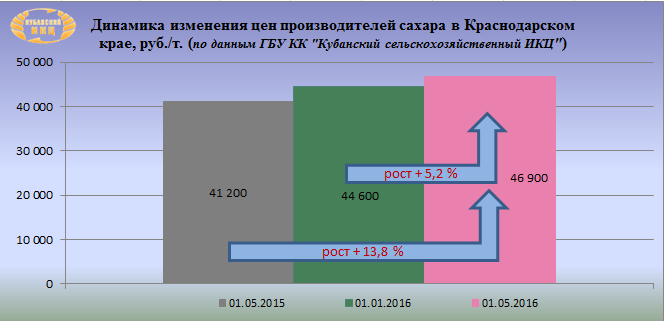 КУБАНСКИЙ
ИКЦ
Динамика изменения цен производителей сахара в Краснодарском
крае, руб./т. (по данным ГБУ КК "Кубанский сельскохозяйственный ИКЦ")
50 000
40 000
30 000
20 000
10 000
0
41 200
44 600
46 900
рост + 5,2 %
рост + 13,8 %
01.05.2015
01.01.2016
01.05.2016